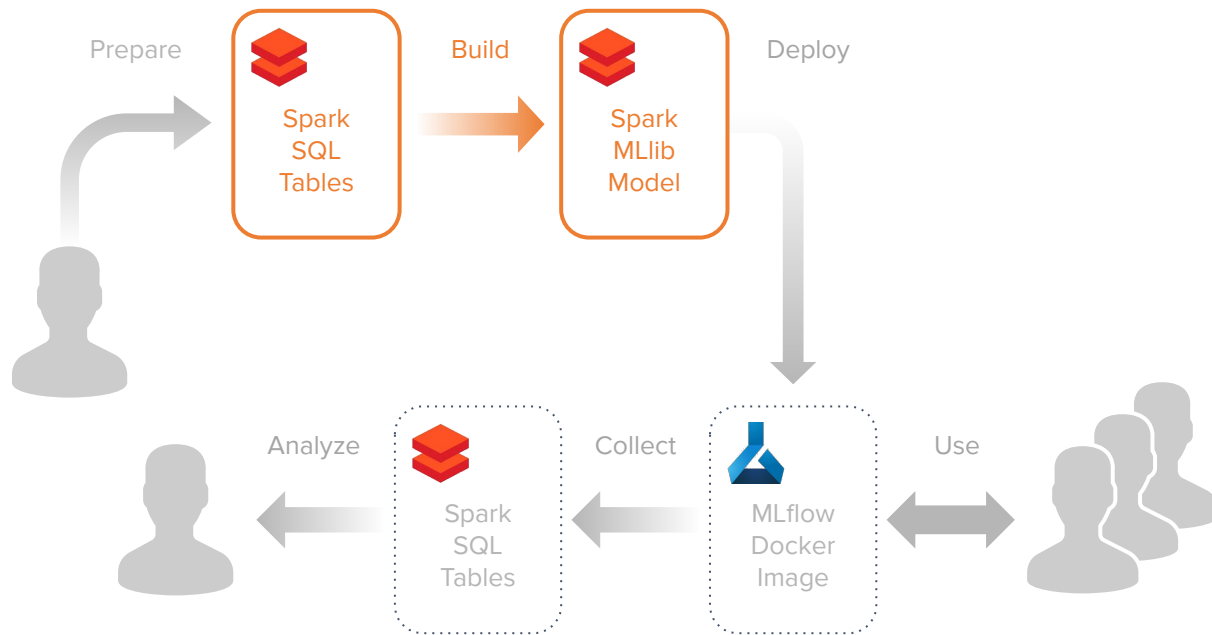 Prepare
Build
Deploy
Spark
SQL
Tables
Spark
MLlib
Model
Analyze
Collect
Use
Spark
SQL
Tables
MLflow
Docker
Image